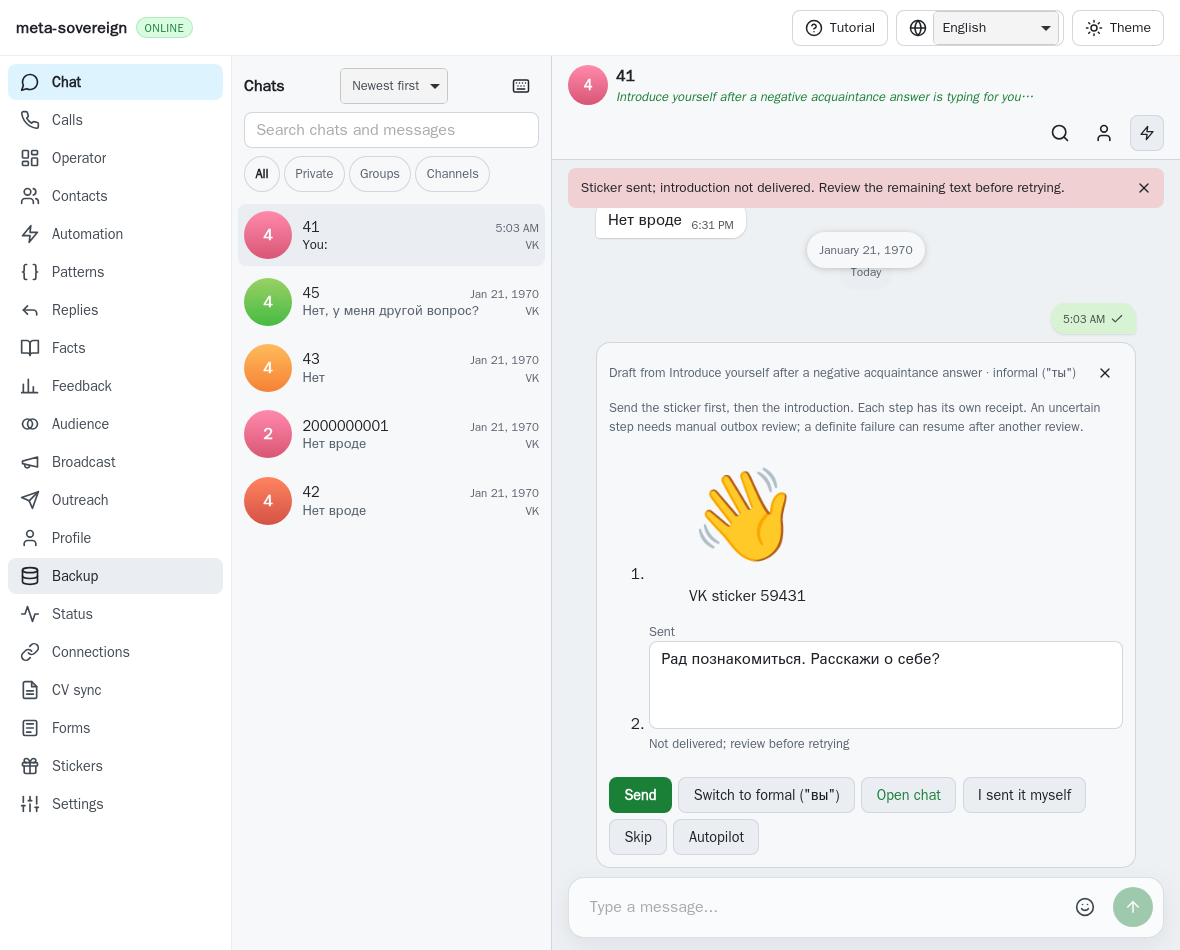 meta-sovereign
ONLINE
Tutorial
English
Theme
Chat
Calls
Operator
Contacts
Automation
Patterns
Replies
Facts
Feedback
Audience
Broadcast
Outreach
Profile
Backup
Status
Connections
CV sync
Forms
Stickers
Settings
Chats
Newest first
Search chats and messages
All
Private
Groups
Channels
4
41
5:03 AM
You:
VK
4
45
Jan 21, 1970
Нет, у меня другой вопрос?
VK
4
43
Jan 21, 1970
Нет
VK
2
2000000001
Jan 21, 1970
Нет вроде
VK
4
42
Jan 21, 1970
Нет вроде
VK
4
41
Introduce yourself after a negative acquaintance answer is typing for you···
Sticker sent; introduction not delivered. Review the remaining text before retrying.
Нет вроде
6:31 PM
January 21, 1970
Today
5:03 AM
Draft from Introduce yourself after a negative acquaintance answer · informal ("ты")
Send the sticker first, then the introduction. Each step has its own receipt. An uncertain
step needs manual outbox review; a definite failure can resume after another review.
1.
VK sticker 59431
Sent
Рад познакомиться. Расскажи о себе?
2.
Not delivered; review before retrying
Send
Switch to formal ("вы")
Open chat
I sent it myself
Skip
Autopilot
Type a message...